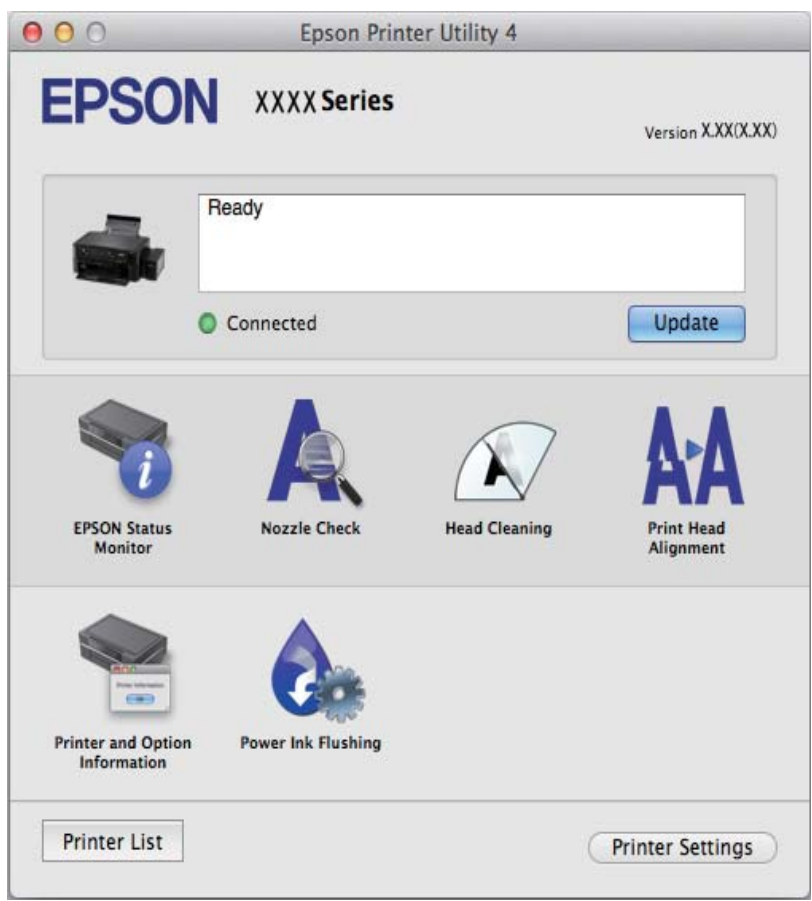 Epson Printer Utility 4
EPSON XXXX Series
Version X.XX(X.XX)
Ready
Connected
Update
EPSON Status
Monitor
Nozzle Check
Head Cleaning
Print Head
Alignment
Printer and Option
Information
Power Ink Flushing
Printer List
Printer Settings